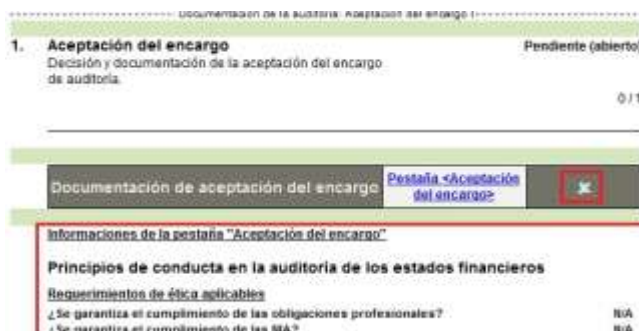 Documentación de la auditoría: Aceptación del encargo
1. Aceptación del encargo Pendiente (abierto)
Decisión y documentación de la aceptación del encargo
de auditoría.
0 / 1
Documentación de aceptación del encargo Pestaña <Aceptación
del encargo>
Informaciones de la pestaña "Aceptación del encargo"
Principios de conducta en la auditoría de los estados financieros
Requerimientos de ética aplicables
¿Se garantiza el cumplimiento de las obligaciones profesionales? N/A
¿Se garantiza el cumplimiento de las MA? N/A